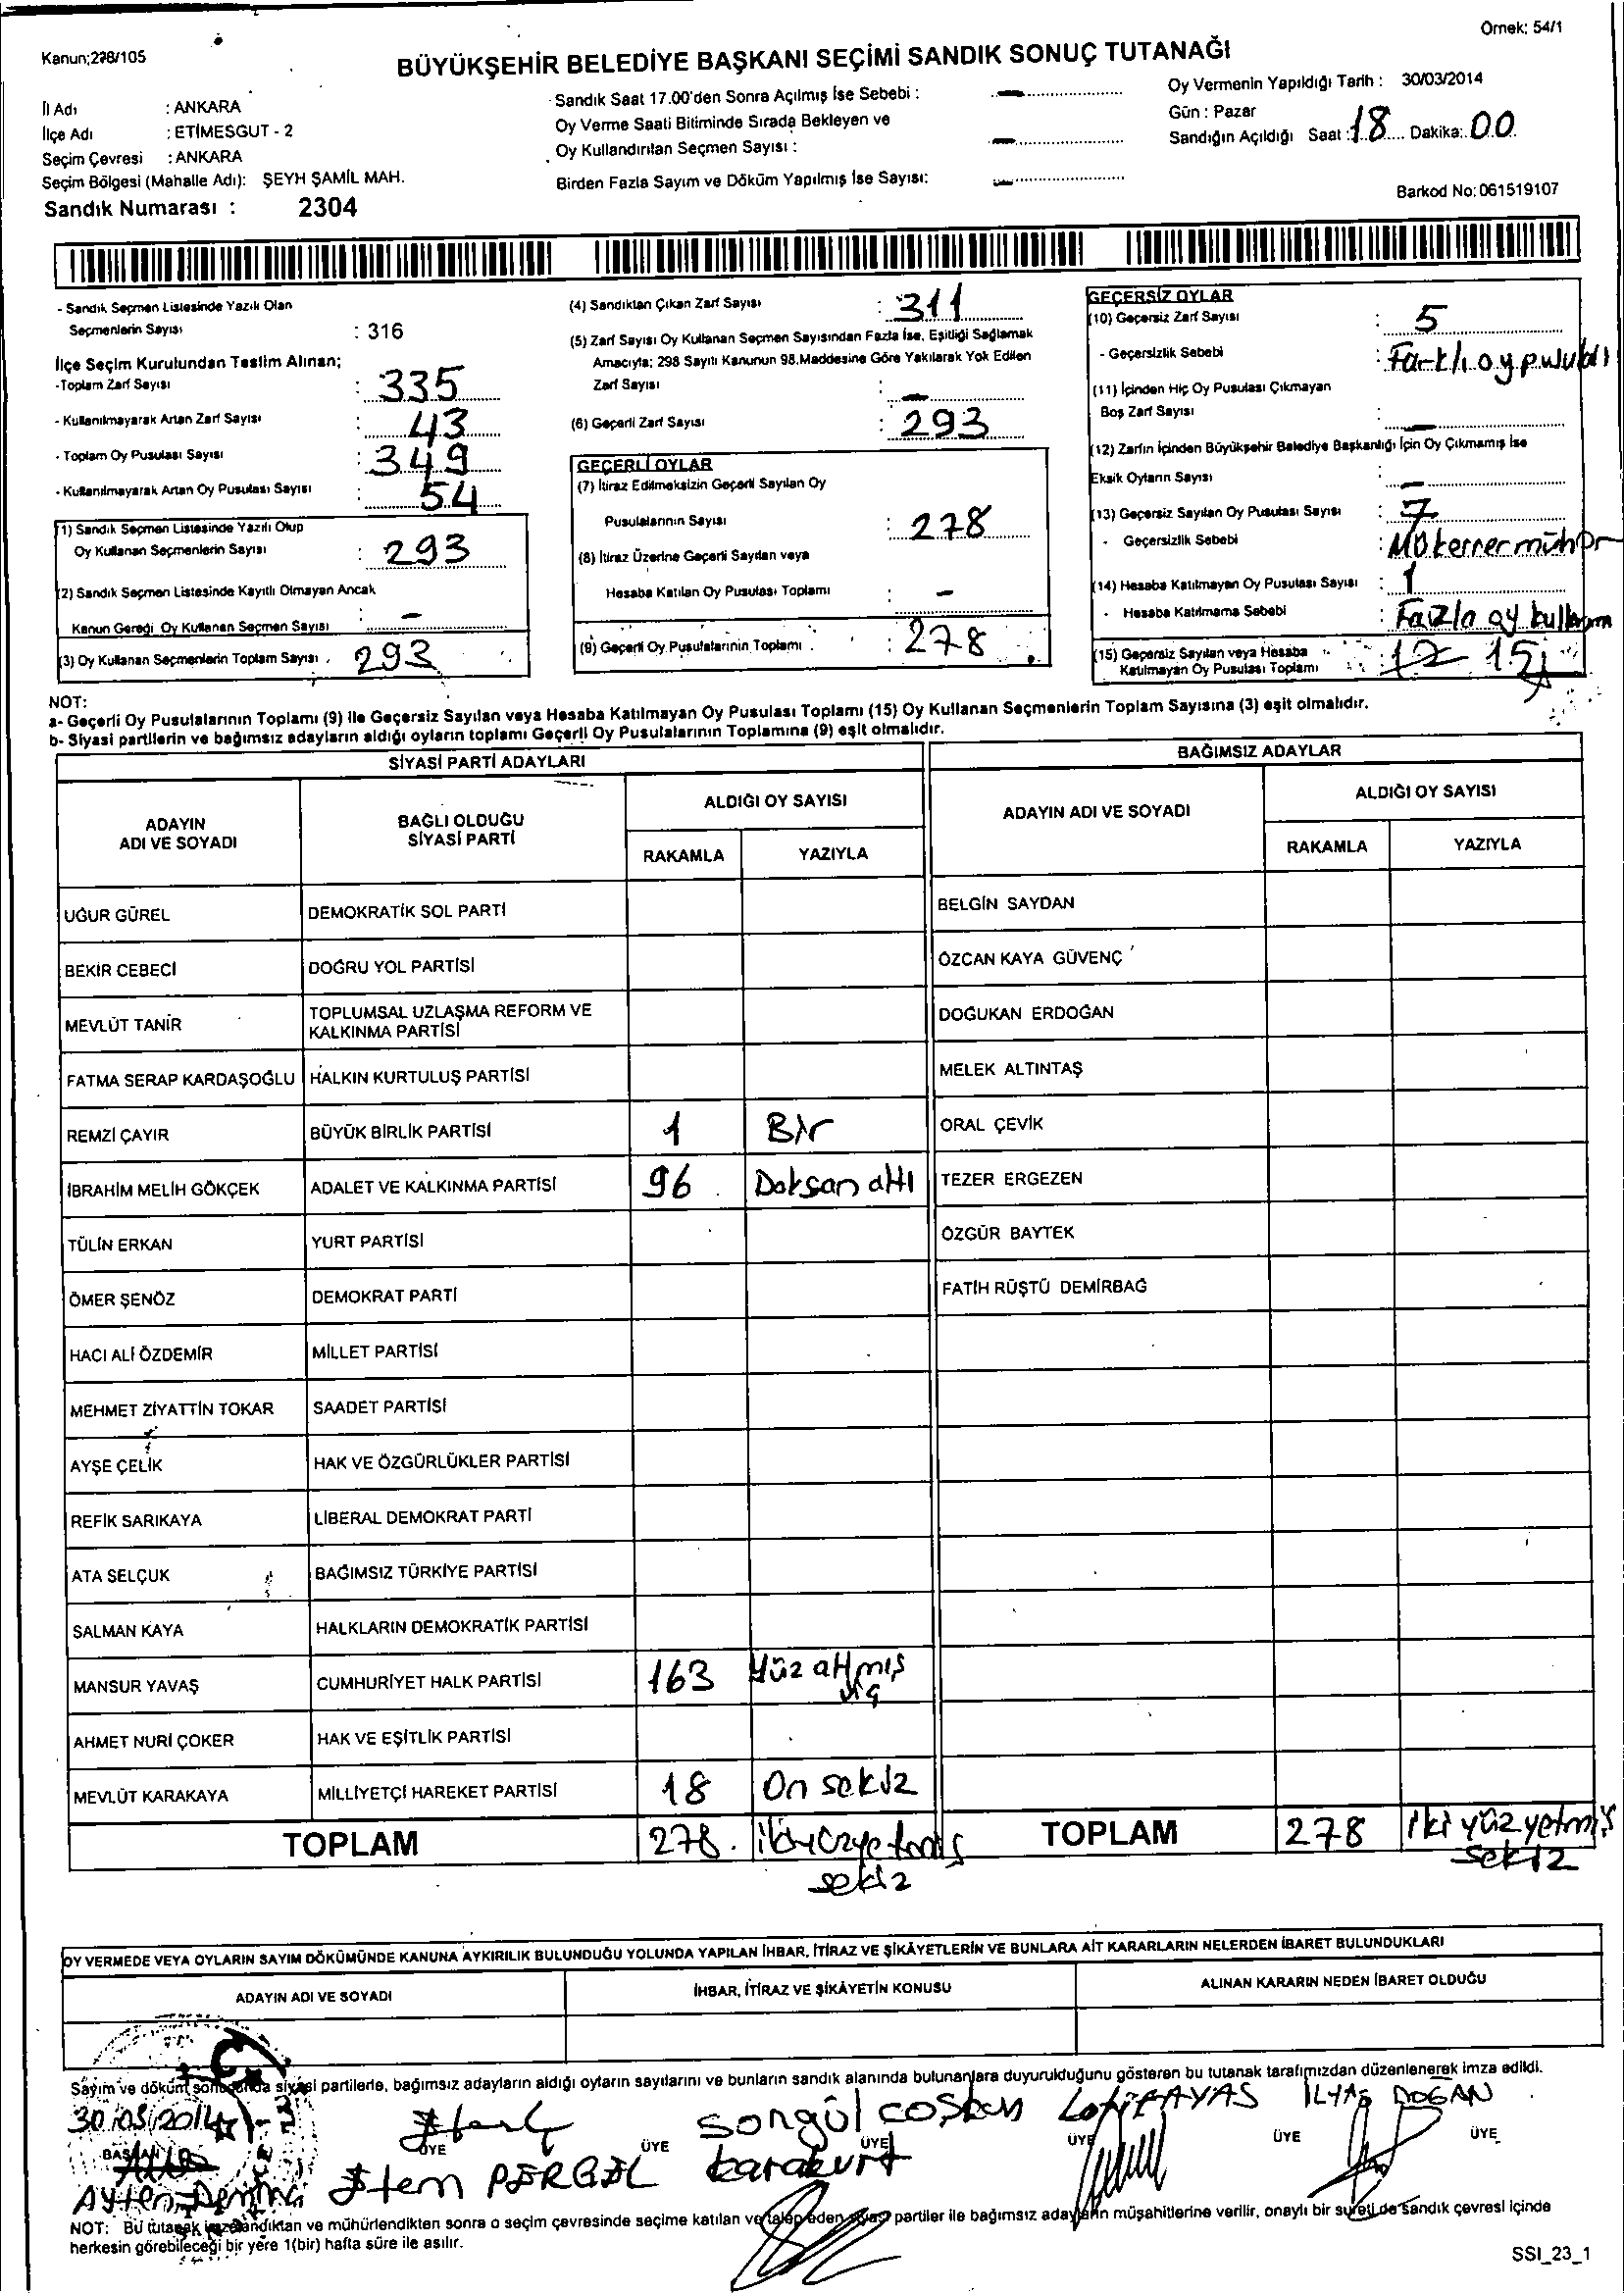 Örnek: 54/1
Kanun:298/105
BÜYÜKŞEHİR BELEDİYE BAŞKANI SEÇİMİ SANDIK SONUÇ TUTANAĞI
İl Adı : ANKARA
İlçe Adı : ETİMESGUT - 2
Seçim Çevresi : ANKARA
Seçim Bölgesi (Mahalle Adı): ŞEYH ŞAMİL MAH.
Sandık Numarası : 2304
Sandık Saat 17.00'den Sonra Açılmış İse Sebebi : -
Oy Verme Saati Bitiminde Sırada Bekleyen ve
Oy Kullandırılan Seçmen Sayısı : -
Birden Fazla Sayım ve Döküm Yapılmış İse Sayısı: -
Oy Vermenin Yapıldığı Tarih : 30/03/2014
Gün : Pazar
Sandığın Açıldığı Saat : 18 Dakika: 00
Barkod No: 061519107
- Sandık Seçmen Listesinde Yazılı Olan
Seçmenlerin Sayısı : 316
İlçe Seçim Kurulundan Teslim Alınan;
-Toplam Zarf Sayısı : 335
- Kullanılmayarak Artan Zarf Sayısı : 43
- Toplam Oy Pusulası Sayısı : 349
- Kullanılmayarak Artan Oy Pusulası Sayısı 54
(1) Sandık Seçmen Listesinde Yazılı Olup
Oy Kullanan Seçmenlerin Sayısı : 293
(2) Sandık Seçmen Listesinde Kayıtlı Olmayan Ancak
Kanun Gereği Oy Kullanan Seçmen Sayısı : -
(3) Oy Kullanan Seçmenlerin Toplam Sayısı . 293
(4) Sandıktan Çıkan Zarf Sayısı : 311
(5) Zarf Sayısı Oy Kullanan Seçmen Sayısından Fazla İse, Eşitliği Sağlamak
Amacıyla; 298 Sayılı Kanunun 98.Maddesine Göre Yakılarak Yok Edilen
Zarf Sayısı : -
(6) Geçerli Zarf Sayısı : 293
GEÇERLİ OYLAR
(7) İtiraz Edilmeksizin Geçerli Sayılan Oy
Pusulalarının Sayısı : 278
(8) İtiraz Üzerine Geçerli Sayılan veya
Hesaba Katılan Oy Pusulası Toplamı : -
(9) Geçerli Oy Pusulalarının Toplamı : 278
GEÇERSİZ OYLAR
(10) Geçersiz Zarf Sayısı : 5
- Geçersizlik Sebebi : Farklı oy pusulası
(11) İçinden Hiç Oy Pusulası Çıkmayan
Boş Zarf Sayısı : -
(12) Zarfın İçinden Büyükşehir Belediye Başkanlığı İçin Oy Çıkmamış İse
Eksik Oyların Sayısı : -
(13) Geçersiz Sayılan Oy Pusulası Sayısı : 7
- Geçersizlik Sebebi : Mükerrer mühür
(14) Hesaba Katılmayan Oy Pusulası Sayısı : 1
- Hesaba Katılmama Sebebi : Fazla oy kullanım
(15) Geçersiz Sayılan veya Hesaba
Katılmayan Oy Pusulası Toplamı : 12 15
NOT:
a- Geçerli Oy Pusulalarının Toplamı (9) ile Geçersiz Sayılan veya Hesaba Katılmayan Oy Pusulası Toplamı (15) Oy Kullanan Seçmenlerin Toplam Sayısına (3) eşit olmalıdır.
b- Siyasi partilerin ve bağımsız adayların aldığı oyların toplamı Geçerli Oy Pusulalarının Toplamına (9) eşit olmalıdır.
SİYASİ PARTİ ADAYLARI
BAĞIMSIZ ADAYLAR
ADAYIN
ADI VE SOYADI
BAĞLI OLDUĞU
SİYASİ PARTİ
ALDIĞI OY SAYISI
RAKAMLA YAZIYLA
ADAYIN ADI VE SOYADI
ALDIĞI OY SAYISI
RAKAMLA YAZIYLA
UĞUR GÜREL DEMOKRATİK SOL PARTİ BELGİN SAYDAN
BEKİR CEBECİ DOĞRU YOL PARTİSİ ÖZCAN KAYA GÜVENÇ
MEVLÜT TANİR TOPLUMSAL UZLAŞMA REFORM VE
KALKINMA PARTİSİ DOĞUKAN ERDOĞAN
FATMA SERAP KARDAŞOĞLU HALKIN KURTULUŞ PARTİSİ MELEK ALTINTAŞ
REMZİ ÇAYIR BÜYÜK BİRLİK PARTİSİ 1 Bir ORAL ÇEVİK
İBRAHİM MELİH GÖKÇEK ADALET VE KALKINMA PARTİSİ 96 Doksan altı TEZER ERGEZEN
TÜLİN ERKAN YURT PARTİSİ ÖZGÜR BAYTEK
ÖMER ŞENÖZ DEMOKRAT PARTİ FATİH RÜŞTÜ DEMİRBAĞ
HACI ALİ ÖZDEMİR MİLLET PARTİSİ
MEHMET ZİYATTİN TOKAR SAADET PARTİSİ
AYŞE ÇELİK HAK VE ÖZGÜRLÜKLER PARTİSİ
REFİK SARIKAYA LİBERAL DEMOKRAT PARTİ
ATA SELÇUK BAĞIMSIZ TÜRKİYE PARTİSİ
SALMAN KAYA HALKLARIN DEMOKRATİK PARTİSİ
MANSUR YAVAŞ CUMHURİYET HALK PARTİSİ 163 Yüz altmış
üç
AHMET NURİ ÇOKER HAK VE EŞİTLİK PARTİSİ
MEVLÜT KARAKAYA MİLLİYETÇİ HAREKET PARTİSİ 18 On sekiz
TOPLAM 278 ikiyüzyetmiş
sekiz
TOPLAM 278 iki yüz yetmiş
sekiz
OY VERMEDE VEYA OYLARIN SAYIM DÖKÜMÜNDE KANUNA AYKIRILIK BULUNDUĞU YOLUNDA YAPILAN İHBAR, İTİRAZ VE ŞİKÂYETLERİN VE BUNLARA AİT KARARLARIN NELERDEN İBARET BULUNDUKLARI
ADAYIN ADI VE SOYADI İHBAR, İTİRAZ VE ŞİKÂYETİN KONUSU ALINAN KARARIN NEDEN İBARET OLDUĞU
Sayım ve döküm sonucunda siyasi partilerle, bağımsız adayların aldığı oyların sayılarını ve bunların sandık alanında bulunanlara duyurulduğunu gösteren bu tutanak tarafımızdan düzenlenerek imza edildi.
30/03/2014 songül coşkun İLYAS DOĞAN
BAŞKAN ÜYE ÜYE ÜYE ÜYE ÜYE ÜYE
Ayten karakurt
NOT: Bu tutanak imzalandıktan ve mühürlendikten sonra o seçim çevresinde seçime katılan ve talep eden siyasi partiler ile bağımsız adayların müşahitlerine verilir, onaylı bir sureti de sandık çevresi içinde
herkesin görebileceği bir yere 1(bir) hafta süre ile asılır.
SSI_23_1